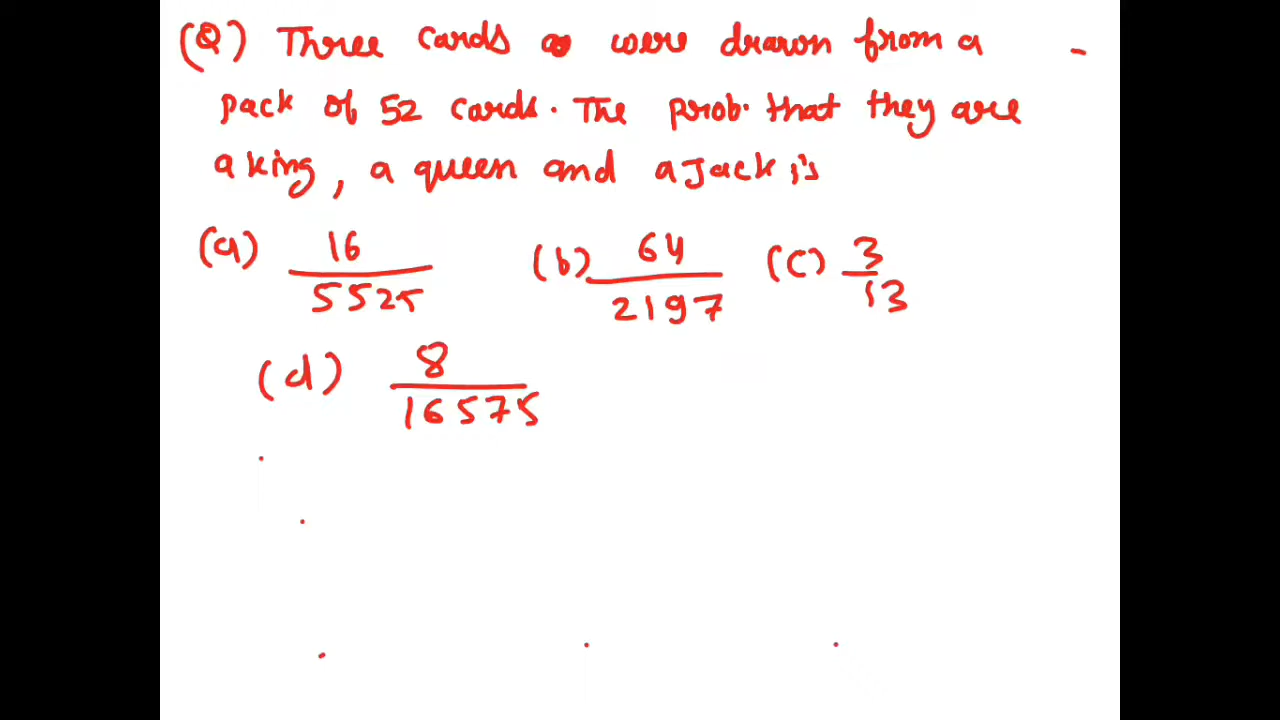 (Q) Three cards were drawn from a
pack of 52 cards. The prob. that they are
a king, a queen and a Jack is
(a) 16/5525 (b) 64/2197 (c) 3/13
(d) 8/16575